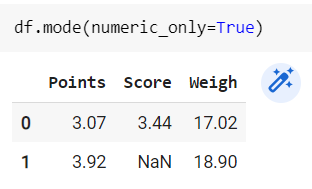 df.mode(numeric_only=True)
Points Score Weigh
0 3.07 3.44 17.02
1 3.92 NaN 18.90